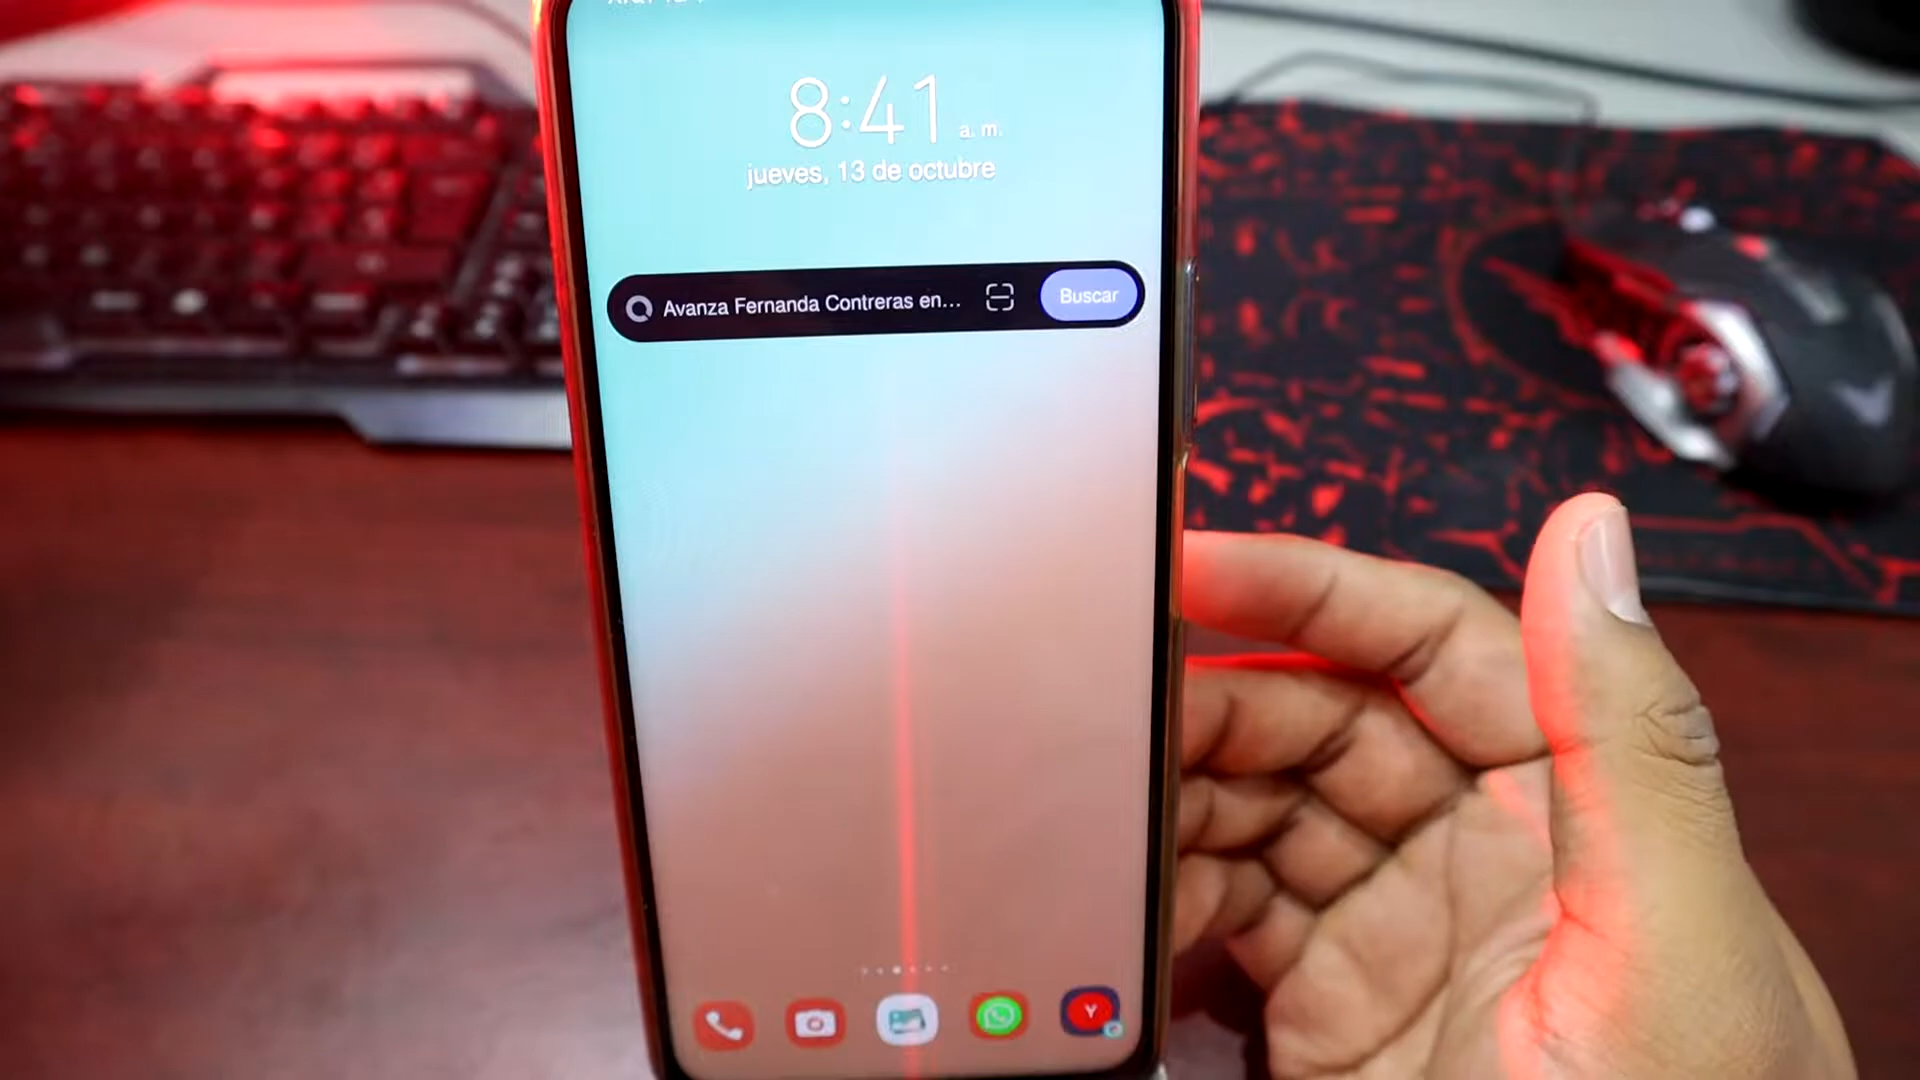 8:41 a. m.
jueves, 13 de octubre
Avanza Fernanda Contreras en...
Buscar
Y